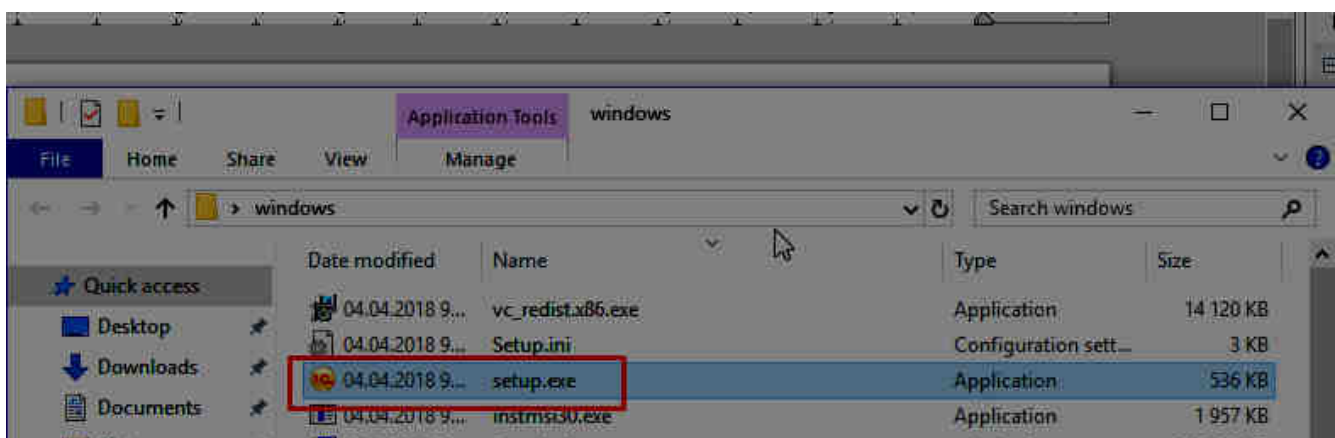 Application Tools windows
File Home Share View Manage
windows Search windows
Date modified Name Type Size
Quick access
04.04.2018 9... vc_redist.x86.exe Application 14 120 KB
Desktop
04.04.2018 9... Setup.ini Configuration sett... 3 KB
Downloads
04.04.2018 9... setup.exe Application 536 KB
Documents
04.04.2018 9... instmsi30.exe Application 1 957 KB